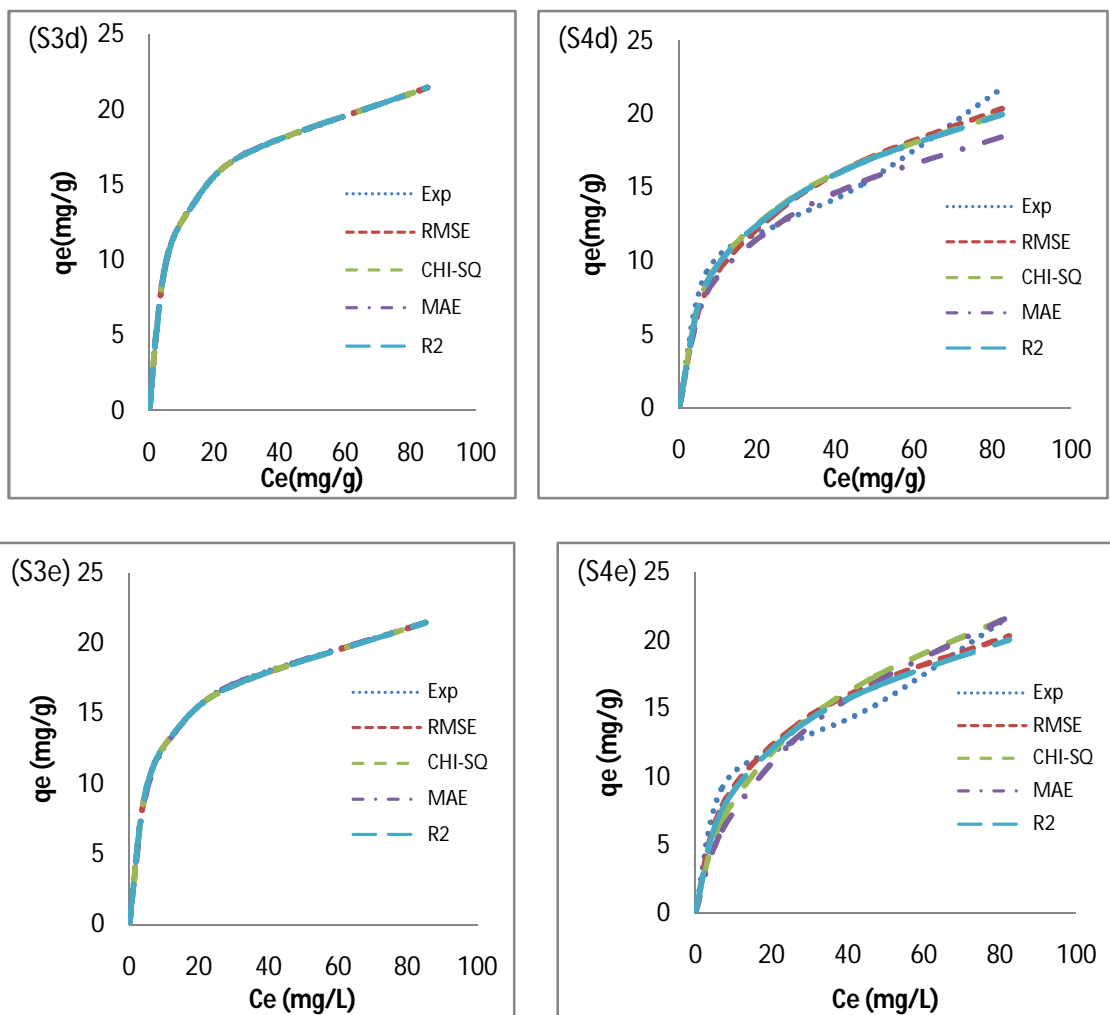 (S3d)
25
20
15
10
5
0
qe(mg/g)
Exp
RMSE
CHI-SQ
MAE
R2
0 20 40 60 80 100
Ce(mg/g)
(S4d)
25
20
15
10
5
0
qe(mg/g)
Exp
RMSE
CHI-SQ
MAE
R2
0 20 40 60 80 100
Ce(mg/g)
(S3e)
25
20
15
10
5
0
qe (mg/g)
Exp
RMSE
CHI-SQ
MAE
R2
0 20 40 60 80 100
Ce (mg/L)
(S4e)
25
20
15
10
5
0
qe (mg/g)
Exp
RMSE
CHI-SQ
MAE
R2
0 20 40 60 80 100
Ce (mg/L)